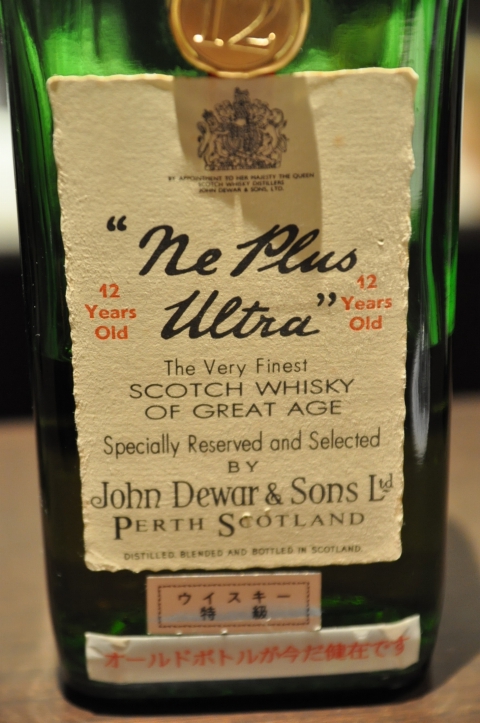 12
BY APPOINTMENT TO HER MAJESTY THE QUEEN
SCOTCH WHISKY DISTILLERS
JOHN DEWAR & SONS LTD.
“Ne Plus
Ultra”
12
Years
Old
12
Years
Old
The Very Finest
SCOTCH WHISKY
OF GREAT AGE
Specially Reserved and Selected
BY
John Dewar & Sons Ltd
PERTH SCOTLAND
DISTILLED, BLENDED AND BOTTLED IN SCOTLAND.
ウイスキー
特級
オールドボトルが今だ健在です